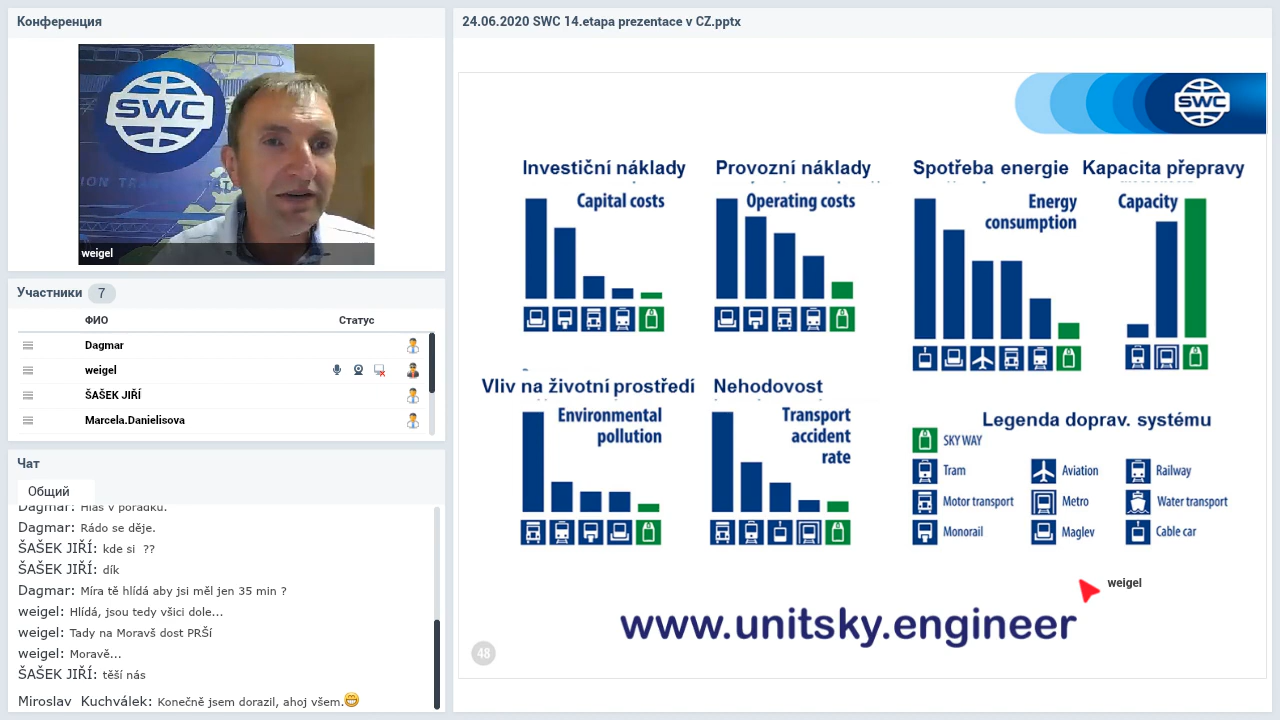 Конференция
SWC
ION TRANSPORTAT
weigel
Участники 7
ФИО Статус
Dagmar
weigel
ŠAŠEK JIŘÍ
Marcela.Danielisova
Чат
Общий
Dagmar: Hlas v pořádku.
Dagmar: Rádo se děje.
ŠAŠEK JIŘÍ: kde si ??
ŠAŠEK JIŘÍ: dík
Dagmar: Míra tě hlídá aby jsi měl jen 35 min ?
weigel: Hlídá, jsou tedy všici dole...
weigel: Tady na Moravš dost PRŠí
weigel: Moravě...
ŠAŠEK JIŘÍ: těší nás
Miroslav Kuchválek: Konečně jsem dorazil, ahoj všem.
24.06.2020 SWC 14.etapa prezentace v CZ.pptx
SWC
Investiční náklady
Capital costs
Provozní náklady
Operating costs
Spotřeba energie
Energy
consumption
Kapacita přepravy
Capacity
Vliv na životní prostředí
Environmental
pollution
Nehodovost
Transport
accident
rate
Legenda doprav. systému
SKY WAY
Tram Aviation Railway
Motor transport Metro Water transport
Monorail Maglev Cable car
weigel
www.unitsky.engineer
48